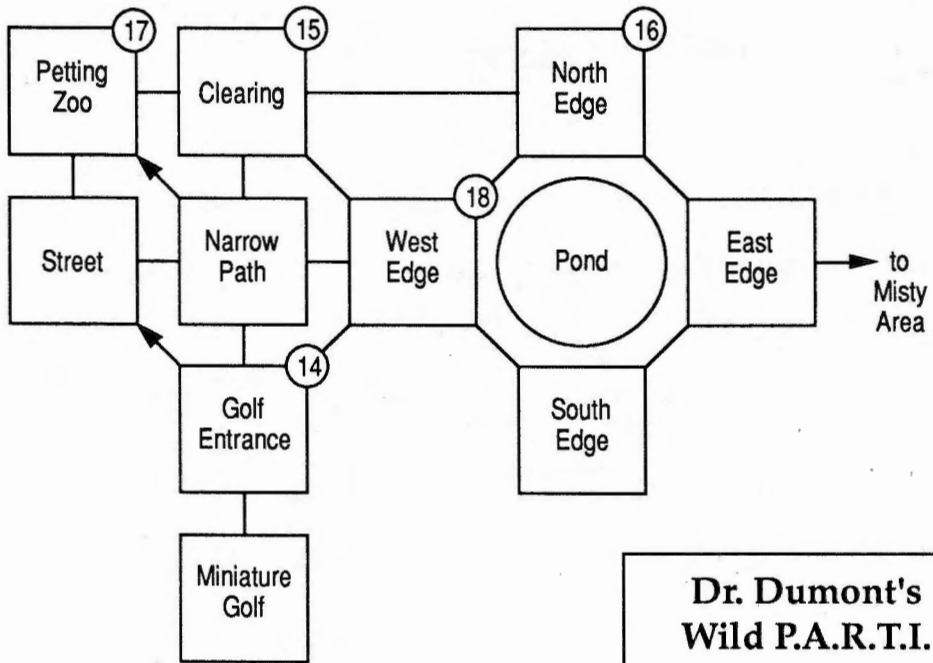 17
15
16
Petting
Zoo
Clearing
North
Edge
18
Street
Narrow
Path
West
Edge
Pond
East
Edge
to
Misty
Area
14
Golf
Entrance
South
Edge
Miniature
Golf
Dr. Dumont's
Wild P.A.R.T.I.